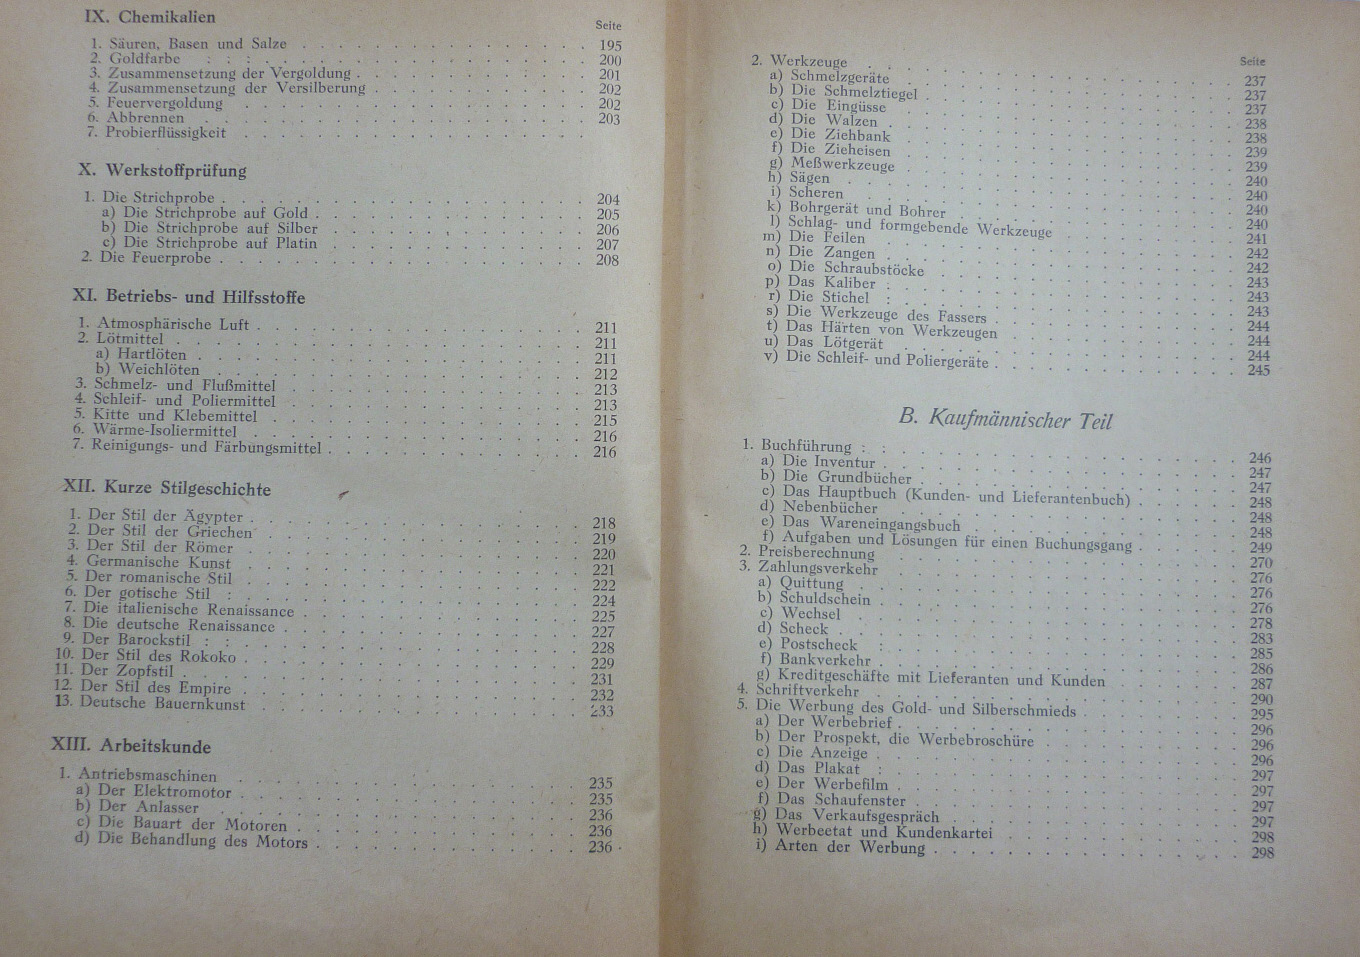 IX. Chemikalien
Seite
1. Säuren, Basen und Salze . . . . . . . . . . . . . . . . 195
2. Goldfarbe : : : . . . . . . . . . . . . . . . . . . 200
3. Zusammensetzung der Vergoldung . . . . . . . . . . . . . 201
4. Zusammensetzung der Versilberung . . . . . . . . . . . . 202
5. Feuervergoldung . . . . . . . . . . . . . . . . . . . 202
6. Abbrennen . . . . . . . . . . . . . . . . . . . . . 203
7. Probierflüssigkeit . . . . . . . . . . . . . . . . . .
X. Werkstoffprüfung
1. Die Strichprobe . . . . . . . . . . . . . . . . . . . . 204
a) Die Strichprobe auf Gold . . . . . . . . . . . . . . . 205
b) Die Strichprobe auf Silber . . . . . . . . . . . . . . 206
c) Die Strichprobe auf Platin . . . . . . . . . . . . . . 207
2. Die Feuerprobe . . . . . . . . . . . . . . . . . . . . 208
XI. Betriebs- und Hilfsstoffe
1. Atmosphärische Luft . . . . . . . . . . . . . . . . . . 211
2. Lötmittel . . . . . . . . . . . . . . . . . . . . . . 211
a) Hartlöten . . . . . . . . . . . . . . . . . . . . . 211
b) Weichlöten . . . . . . . . . . . . . . . . . . . . 212
3. Schmelz- und Flußmittel . . . . . . . . . . . . . . . . 213
4. Schleif- und Poliermittel . . . . . . . . . . . . . . . 213
5. Kitte und Klebemittel . . . . . . . . . . . . . . . . . 215
6. Wärme-Isoliermittel . . . . . . . . . . . . . . . . . . 216
7. Reinigungs- und Färbungsmittel . . . . . . . . . . . . . 216
XII. Kurze Stilgeschichte
1. Der Stil der Ägypter . . . . . . . . . . . . . . . . . 218
2. Der Stil der Griechen . . . . . . . . . . . . . . . . . 219
3. Der Stil der Römer . . . . . . . . . . . . . . . . . . 220
4. Germanische Kunst . . . . . . . . . . . . . . . . . . 221
5. Der romanische Stil . . . . . . . . . . . . . . . . . . 222
6. Der gotische Stil : . . . . . . . . . . . . . . . . . 224
7. Die italienische Renaissance . . . . . . . . . . . . . . 225
8. Die deutsche Renaissance . . . . . . . . . . . . . . . 227
9. Der Barockstil : : . . . . . . . . . . . . . . . . . 228
10. Der Stil des Rokoko . . . . . . . . . . . . . . . . . 229
11. Der Zopfstil . . . . . . . . . . . . . . . . . . . . 231
12. Der Stil des Empire . . . . . . . . . . . . . . . . . 232
13. Deutsche Bauernkunst . . . . . . . . . . . . . . . . . 233
XIII. Arbeitskunde
1. Antriebsmaschinen . . . . . . . . . . . . . . . . . . . 235
a) Der Elektromotor . . . . . . . . . . . . . . . . . . 235
b) Der Anlasser . . . . . . . . . . . . . . . . . . . . 236
c) Die Bauart der Motoren . . . . . . . . . . . . . . . 236
d) Die Behandlung des Motors . . . . . . . . . . . . . . 236
Seite
2. Werkzeuge . . . . . . . . . . . . . . . . . . . . . . 237
a) Schmelzgeräte . . . . . . . . . . . . . . . . . . . 237
b) Die Schmelztiegel . . . . . . . . . . . . . . . . . . 237
c) Die Eingüsse . . . . . . . . . . . . . . . . . . . . 238
d) Die Walzen . . . . . . . . . . . . . . . . . . . . 238
e) Die Ziehbank . . . . . . . . . . . . . . . . . . . 239
f) Die Zieheisen . . . . . . . . . . . . . . . . . . . 239
g) Meßwerkzeuge . . . . . . . . . . . . . . . . . . . 240
h) Sägen . . . . . . . . . . . . . . . . . . . . . . 240
i) Scheren . . . . . . . . . . . . . . . . . . . . . 240
k) Bohrgerät und Bohrer . . . . . . . . . . . . . . . . 240
l) Schlag- und formgebende Werkzeuge . . . . . . . . . . . 241
m) Die Feilen . . . . . . . . . . . . . . . . . . . . 242
n) Die Zangen . . . . . . . . . . . . . . . . . . . . 242
o) Die Schraubstöcke . . . . . . . . . . . . . . . . . 243
p) Das Kaliber . . . . . . . . . . . . . . . . . . . . 243
r) Die Stichel : . . . . . . . . . . . . . . . . . . . 243
s) Die Werkzeuge des Fassers . . . . . . . . . . . . . . 244
t) Das Härten von Werkzeugen . . . . . . . . . . . . . . 244
u) Das Lötgerät . . . . . . . . . . . . . . . . . . . 244
v) Die Schleif- und Poliergeräte . . . . . . . . . . . . . 245
B. Kaufmännischer Teil
1. Buchführung : : . . . . . . . . . . . . . . . . . . . 246
a) Die Inventur . . . . . . . . . . . . . . . . . . . . 247
b) Die Grundbücher . . . . . . . . . . . . . . . . . . 247
c) Das Hauptbuch (Kunden- und Lieferantenbuch) . . . . . . . 248
d) Nebenbücher . . . . . . . . . . . . . . . . . . . . 248
e) Das Wareneingangsbuch . . . . . . . . . . . . . . . . 248
f) Aufgaben und Lösungen für einen Buchungsgang . . . . . . 249
2. Preisberechnung . . . . . . . . . . . . . . . . . . . . 270
3. Zahlungsverkehr . . . . . . . . . . . . . . . . . . . . 276
a) Quittung . . . . . . . . . . . . . . . . . . . . . 276
b) Schuldschein . . . . . . . . . . . . . . . . . . . . 276
c) Wechsel . . . . . . . . . . . . . . . . . . . . . 278
d) Scheck . . . . . . . . . . . . . . . . . . . . . . 283
e) Postscheck : . . . . . . . . . . . . . . . . . . . 285
f) Bankverkehr . . . . . . . . . . . . . . . . . . . . 286
g) Kreditgeschäfte mit Lieferanten und Kunden . . . . . . . 287
4. Schriftverkehr . . . . . . . . . . . . . . . . . . . . 290
5. Die Werbung des Gold- und Silberschmieds . . . . . . . . . 295
a) Der Werbebrief . . . . . . . . . . . . . . . . . . . 296
b) Der Prospekt, die Werbebroschüre . . . . . . . . . . . 296
c) Die Anzeige . . . . . . . . . . . . . . . . . . . . 296
d) Das Plakat : . . . . . . . . . . . . . . . . . . . 297
e) Der Werbefilm . . . . . . . . . . . . . . . . . . . 297
f) Das Schaufenster . . . . . . . . . . . . . . . . . . 297
g) Das Verkaufsgespräch . . . . . . . . . . . . . . . . 297
h) Werbeetat und Kundenkartei . . . . . . . . . . . . . . 298
i) Arten der Werbung . . . . . . . . . . . . . . . . . 298